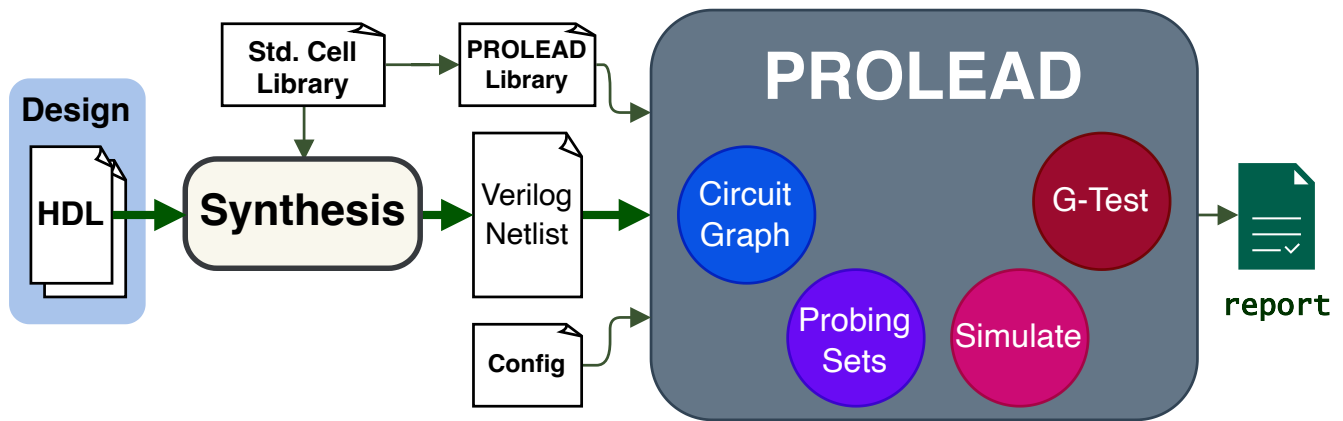 Std. Cell
Library
PROLEAD
Library
PROLEAD
Design
HDL
Synthesis
Verilog
Netlist
Config
Circuit
Graph
Probing
Sets
Simulate
G-Test
report